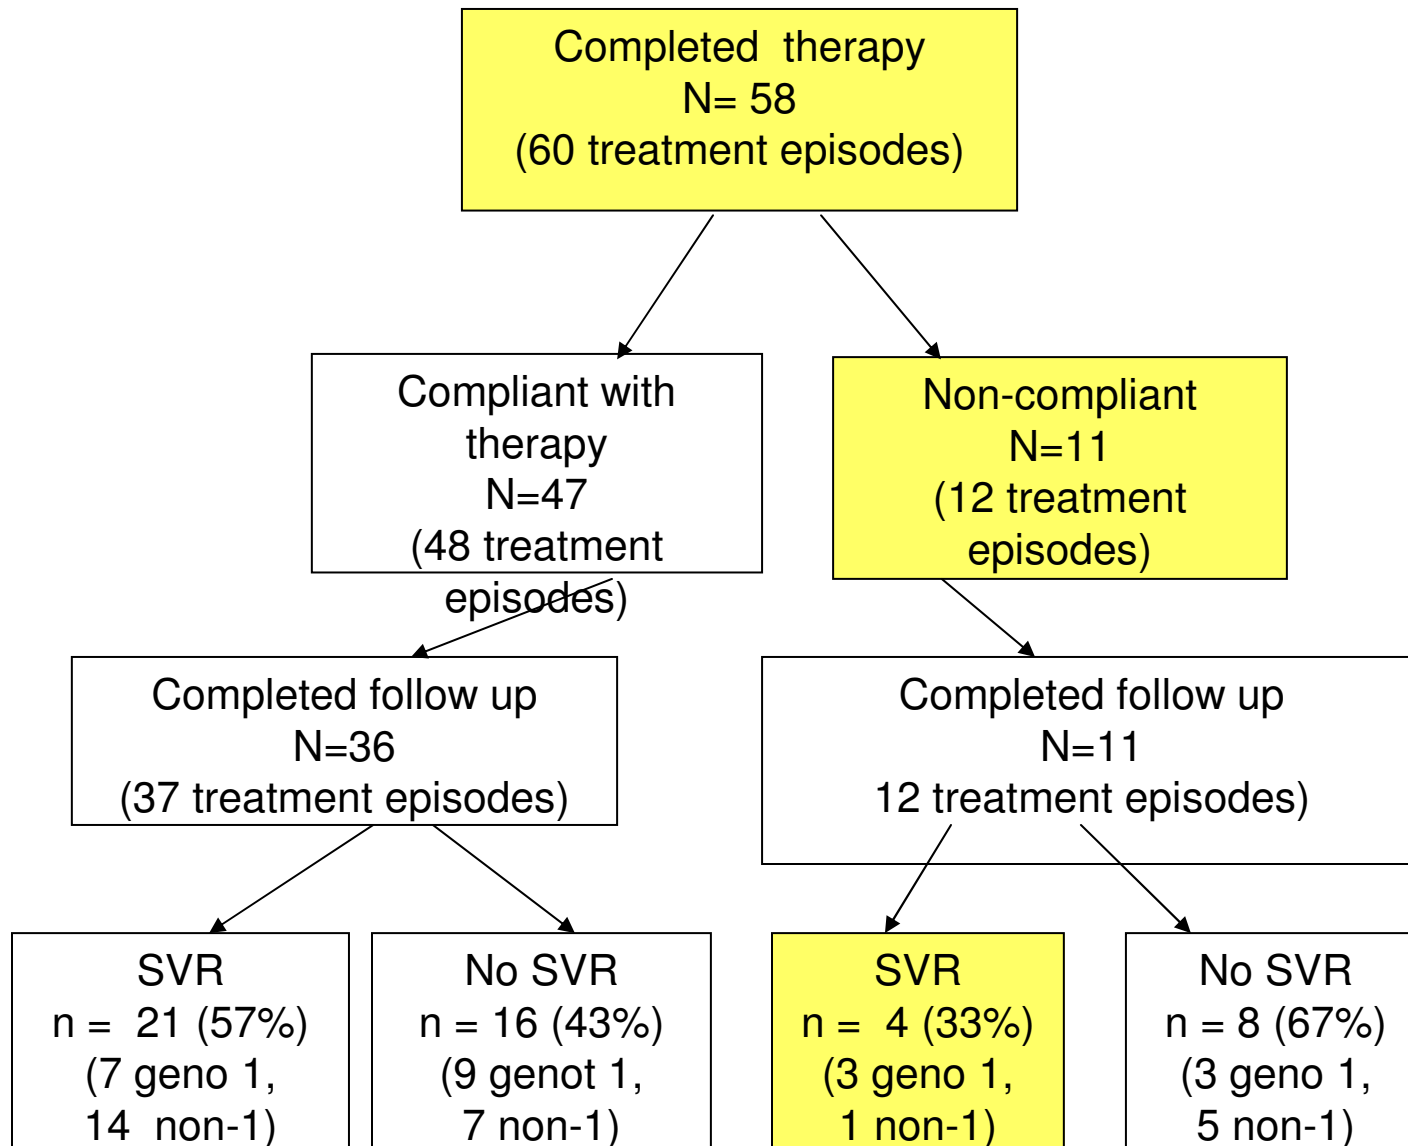 Completed therapy
N= 58
(60 treatment episodes)
Compliant with
therapy
N=47
(48 treatment
episodes)
Non-compliant
N=11
(12 treatment
episodes)
Completed follow up
N=36
(37 treatment episodes)
Completed follow up
N=11
12 treatment episodes)
SVR
n = 21 (57%)
(7 geno 1,
14 non-1)
No SVR
n = 16 (43%)
(9 genot 1,
7 non-1)
SVR
n = 4 (33%)
(3 geno 1,
1 non-1)
No SVR
n = 8 (67%)
(3 geno 1,
5 non-1)